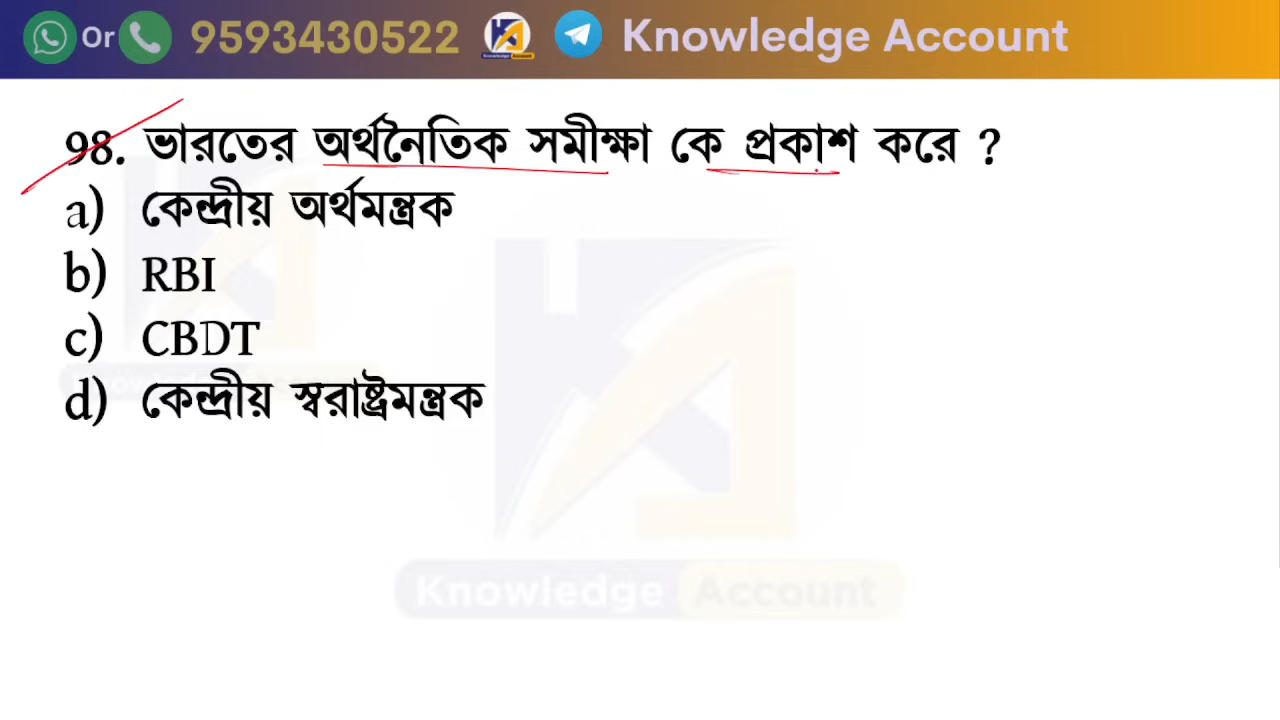 Or 9593430522 Knowledge Account
98. ভারতের অর্থনৈতিক সমীক্ষা কে প্রকাশ করে ?
a) কেন্দ্রীয় অর্থমন্ত্রক
b) RBI
c) CBDT
d) কেন্দ্রীয় স্বরাষ্ট্রমন্ত্রক
Knowledge Account